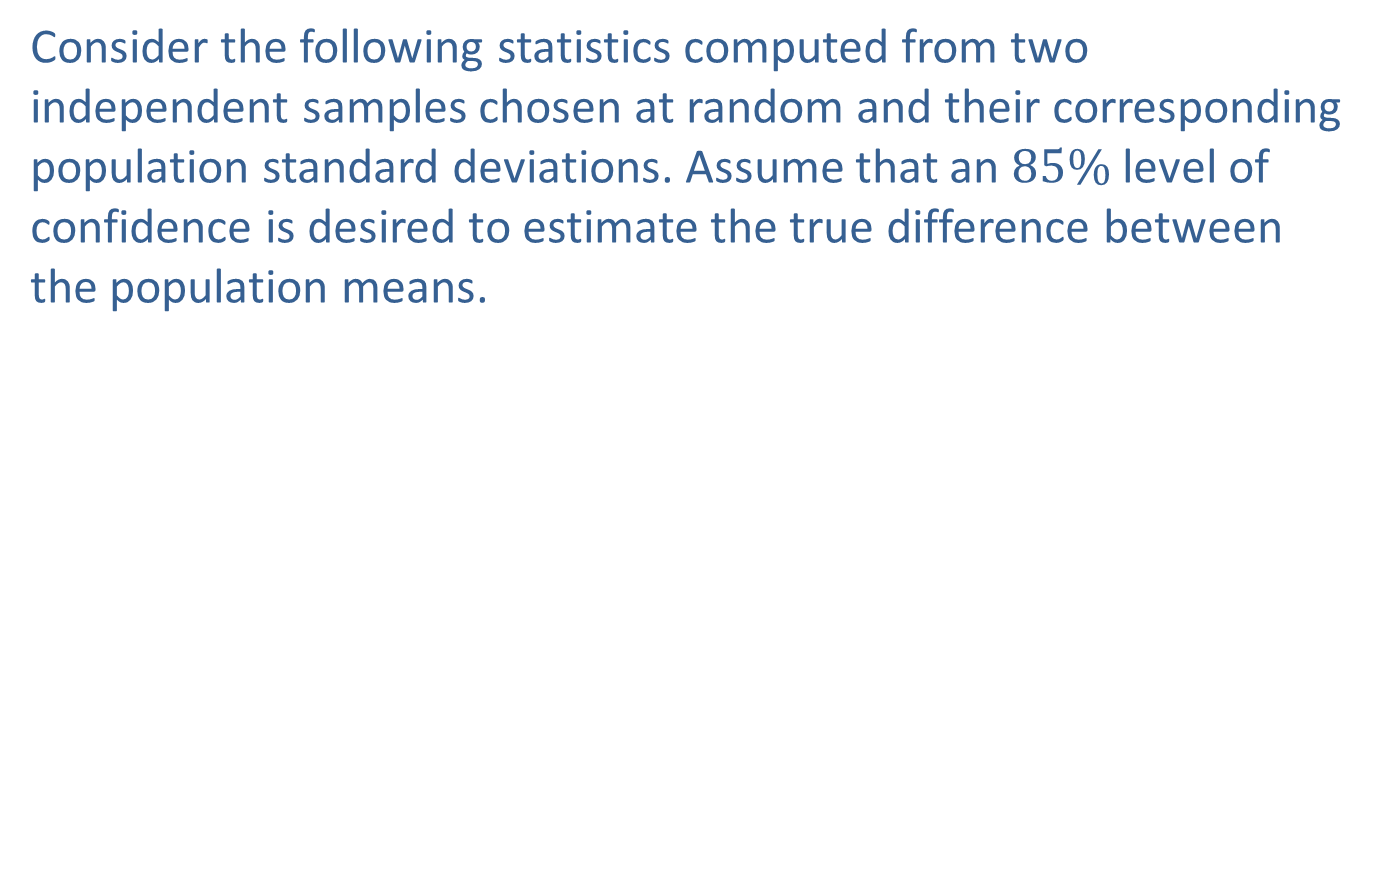 Consider the following statistics computed from two
independent samples chosen at random and their corresponding
population standard deviations. Assume that an 85% level of
confidence is desired to estimate the true difference between
the population means.